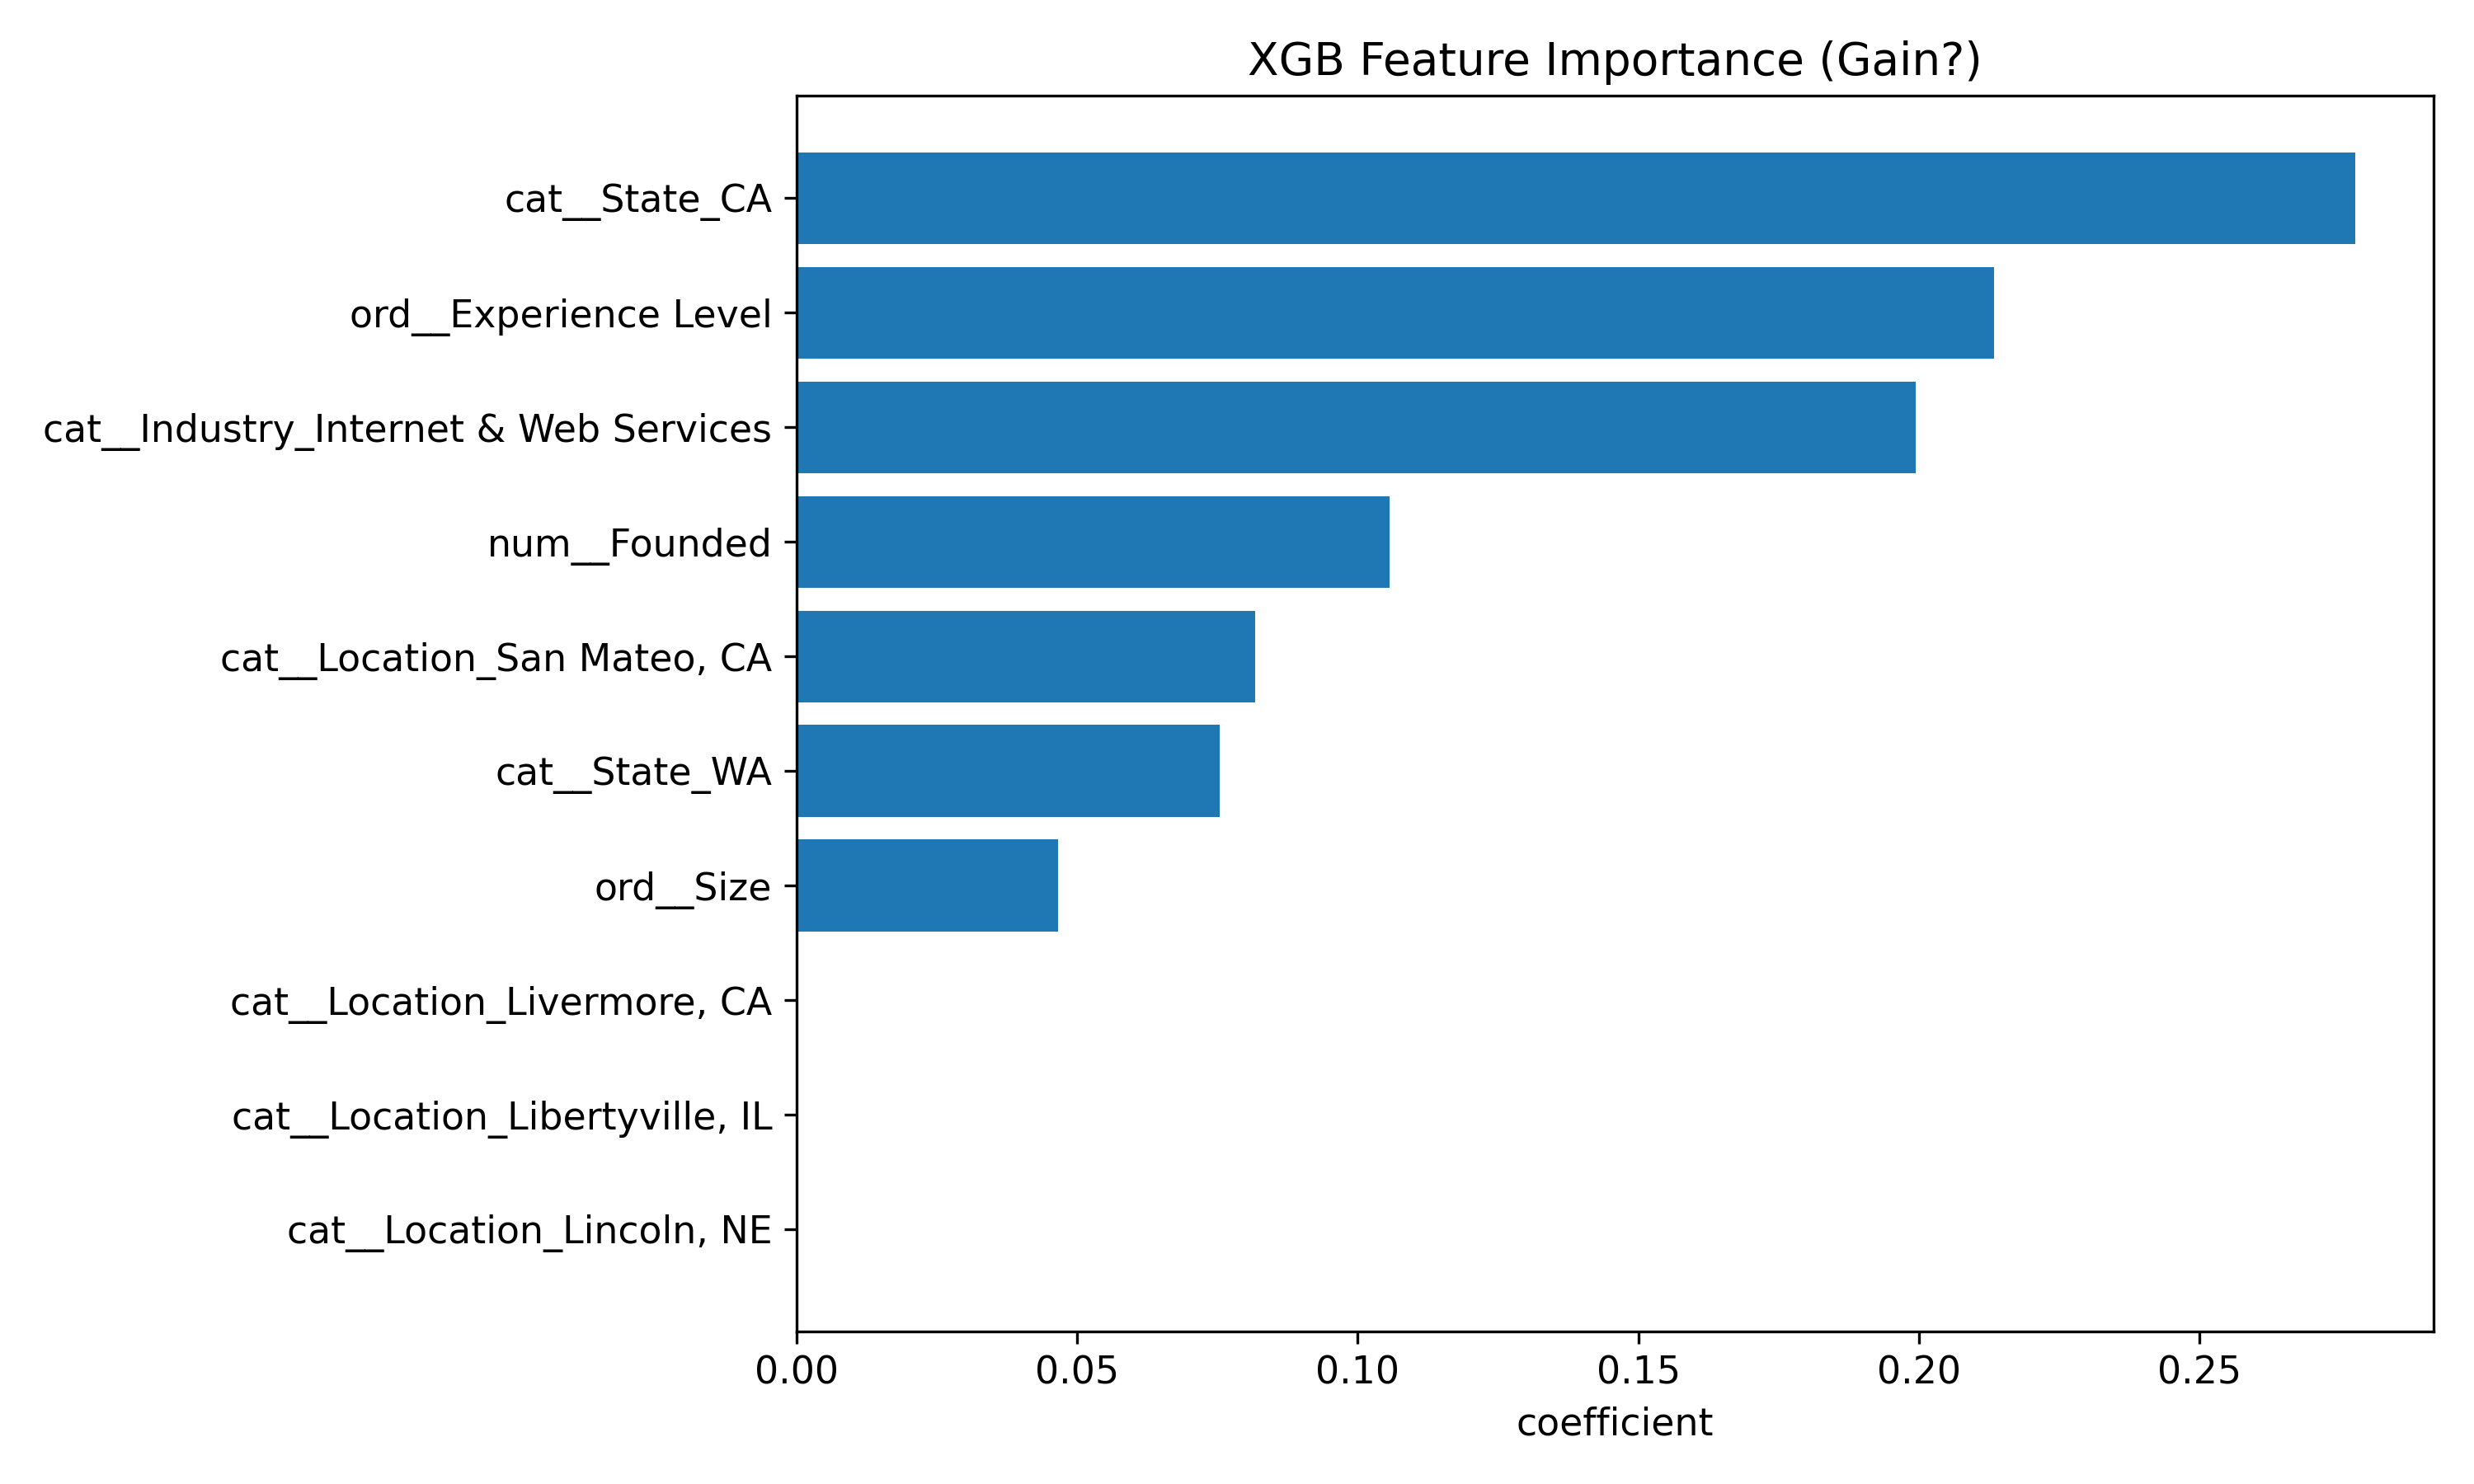 XGB Feature Importance (Gain?)
cat__State_CA
ord__Experience Level
cat__Industry_Internet & Web Services
num__Founded
cat__Location_San Mateo, CA
cat__State_WA
ord__Size
cat__Location_Livermore, CA
cat__Location_Libertyville, IL
cat__Location_Lincoln, NE
0.00 0.05 0.10 0.15 0.20 0.25
coefficient